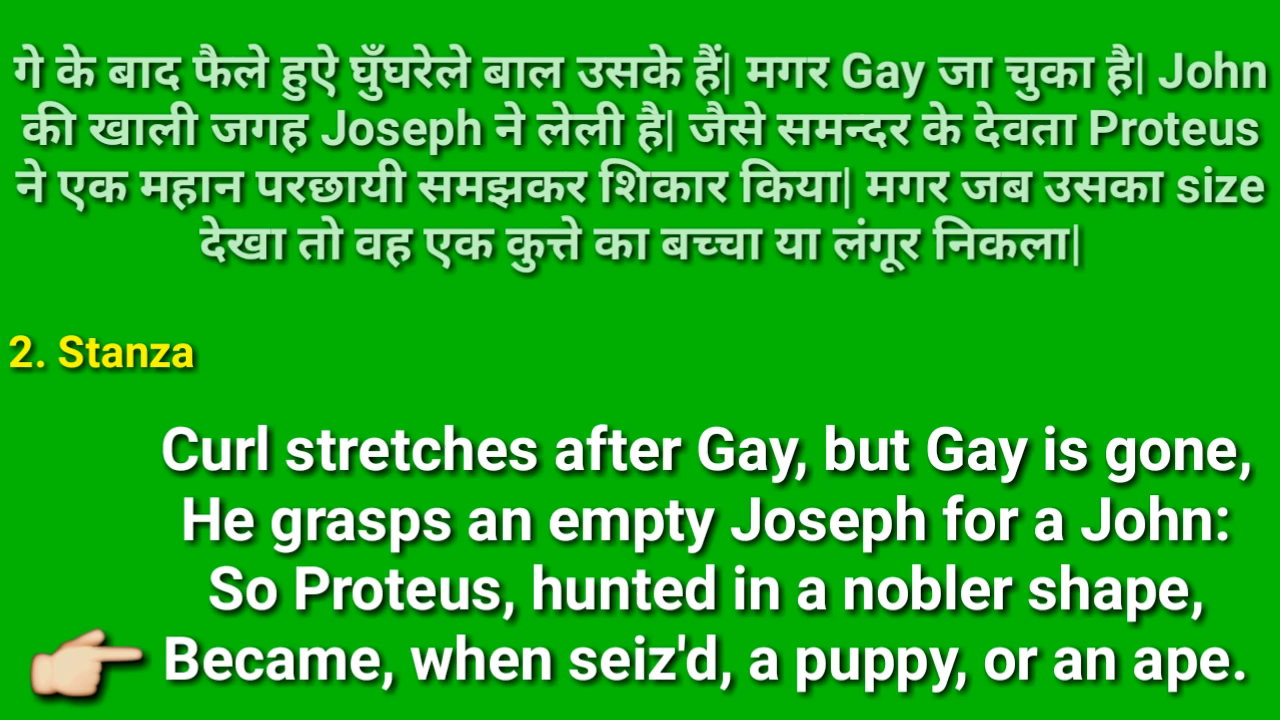 गे के बाद फैले हुऐ घुँघरेले बाल उसके हैं| मगर Gay जा चुका है| John
की खाली जगह Joseph ने लेली है| जैसे समन्दर के देवता Proteus
ने एक महान परछायी समझकर शिकार किया| मगर जब उसका size
देखा तो वह एक कुत्ते का बच्चा या लंगूर निकला|
2. Stanza
Curl stretches after Gay, but Gay is gone,
He grasps an empty Joseph for a John:
So Proteus, hunted in a nobler shape,
Became, when seiz'd, a puppy, or an ape.